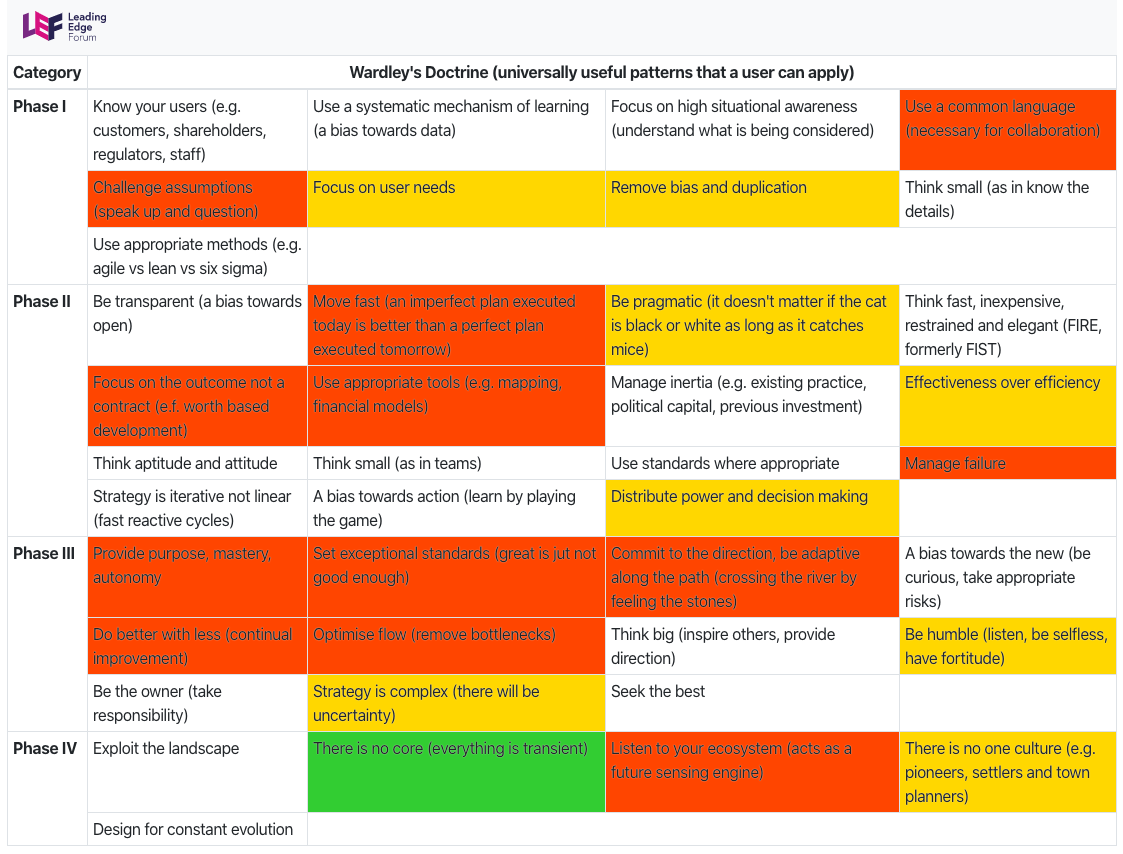 LEF Leading
Edge
Forum
Category
Wardley's Doctrine (universally useful patterns that a user can apply)
Phase I
Know your users (e.g.
customers, shareholders,
regulators, staff)
Use a systematic mechanism of learning
(a bias towards data)
Focus on high situational awareness
(understand what is being considered)
Use a common language
(necessary for collaboration)
Challenge assumptions
(speak up and question)
Focus on user needs
Remove bias and duplication
Think small (as in know the
details)
Use appropriate methods (e.g.
agile vs lean vs six sigma)
Phase II
Be transparent (a bias towards
open)
Move fast (an imperfect plan executed
today is better than a perfect plan
executed tomorrow)
Be pragmatic (it doesn't matter if the cat
is black or white as long as it catches
mice)
Think fast, inexpensive,
restrained and elegant (FIRE,
formerly FIST)
Focus on the outcome not a
contract (e.f. worth based
development)
Use appropriate tools (e.g. mapping,
financial models)
Manage inertia (e.g. existing practice,
political capital, previous investment)
Effectiveness over efficiency
Think aptitude and attitude
Think small (as in teams)
Use standards where appropriate
Manage failure
Strategy is iterative not linear
(fast reactive cycles)
A bias towards action (learn by playing
the game)
Distribute power and decision making
Phase III
Provide purpose, mastery,
autonomy
Set exceptional standards (great is jut not
good enough)
Commit to the direction, be adaptive
along the path (crossing the river by
feeling the stones)
A bias towards the new (be
curious, take appropriate
risks)
Do better with less (continual
improvement)
Optimise flow (remove bottlenecks)
Think big (inspire others, provide
direction)
Be humble (listen, be selfless,
have fortitude)
Be the owner (take
responsibility)
Strategy is complex (there will be
uncertainty)
Seek the best
Phase IV
Exploit the landscape
There is no core (everything is transient)
Listen to your ecosystem (acts as a
future sensing engine)
There is no one culture (e.g.
pioneers, settlers and town
planners)
Design for constant evolution